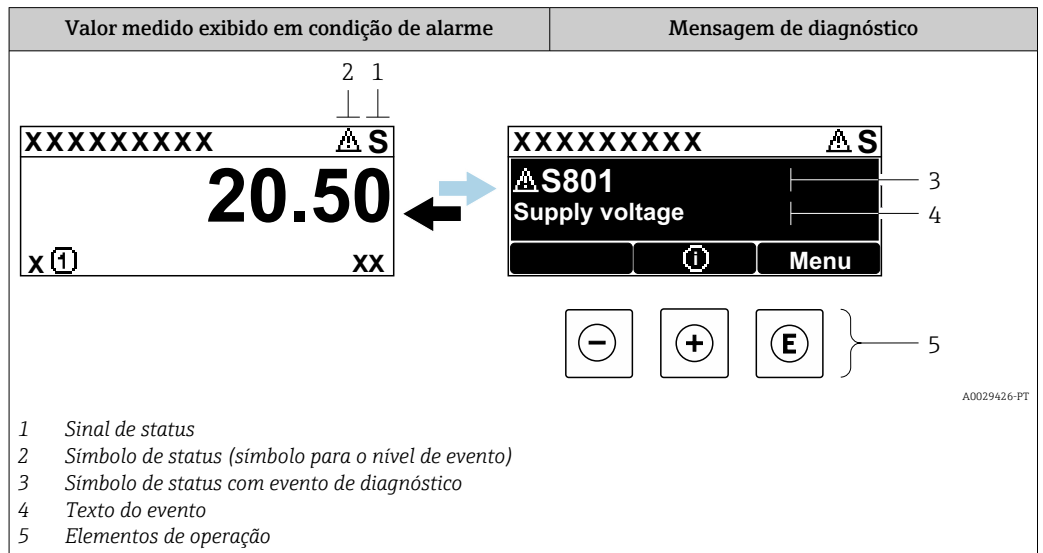 Valor medido exibido em condição de alarme
Mensagem de diagnóstico
2 1
XXXXXXXXX ⚠ S
20.50
X ① XX
XXXXXXXXX ⚠ S
⚠S801
3
Supply voltage
4
ⓘ Menu
− + E
5
A0029426-PT
1 Sinal de status
2 Símbolo de status (símbolo para o nível de evento)
3 Símbolo de status com evento de diagnóstico
4 Texto do evento
5 Elementos de operação